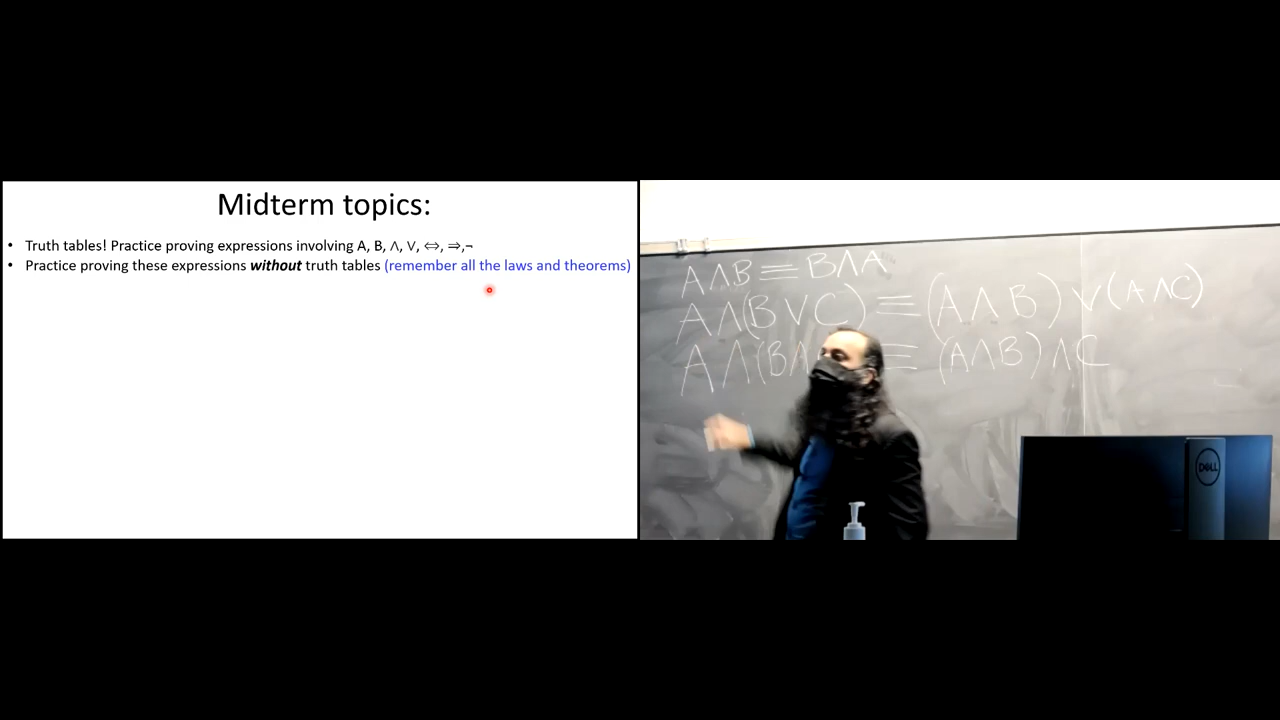 Midterm topics:
• Truth tables! Practice proving expressions involving A, B, ∧, ∨, ⇔, ⇒,¬
• Practice proving these expressions without truth tables (remember all the laws and theorems)
A∧B ≡ B∧A
A∧(B∨C) ≡ (A∧B)∨(A∧C)
A∧(B∧ ≡ (A∧B)∧C
DELL